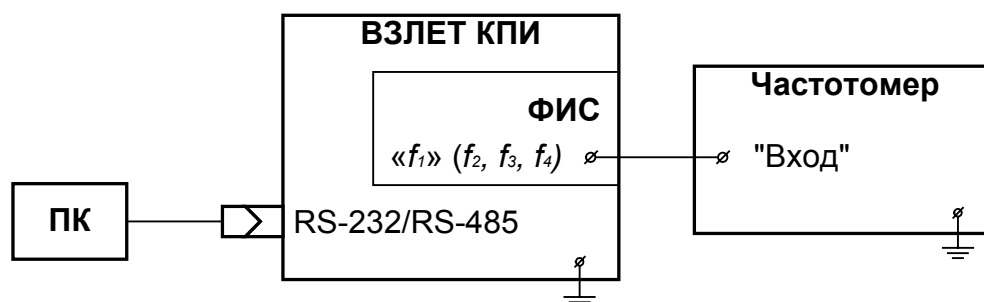 ВЗЛЕТ КПИ
ФИС
«f₁» (f₂, f₃, f₄)
Частотомер
"Вход"
ПК
RS-232/RS-485